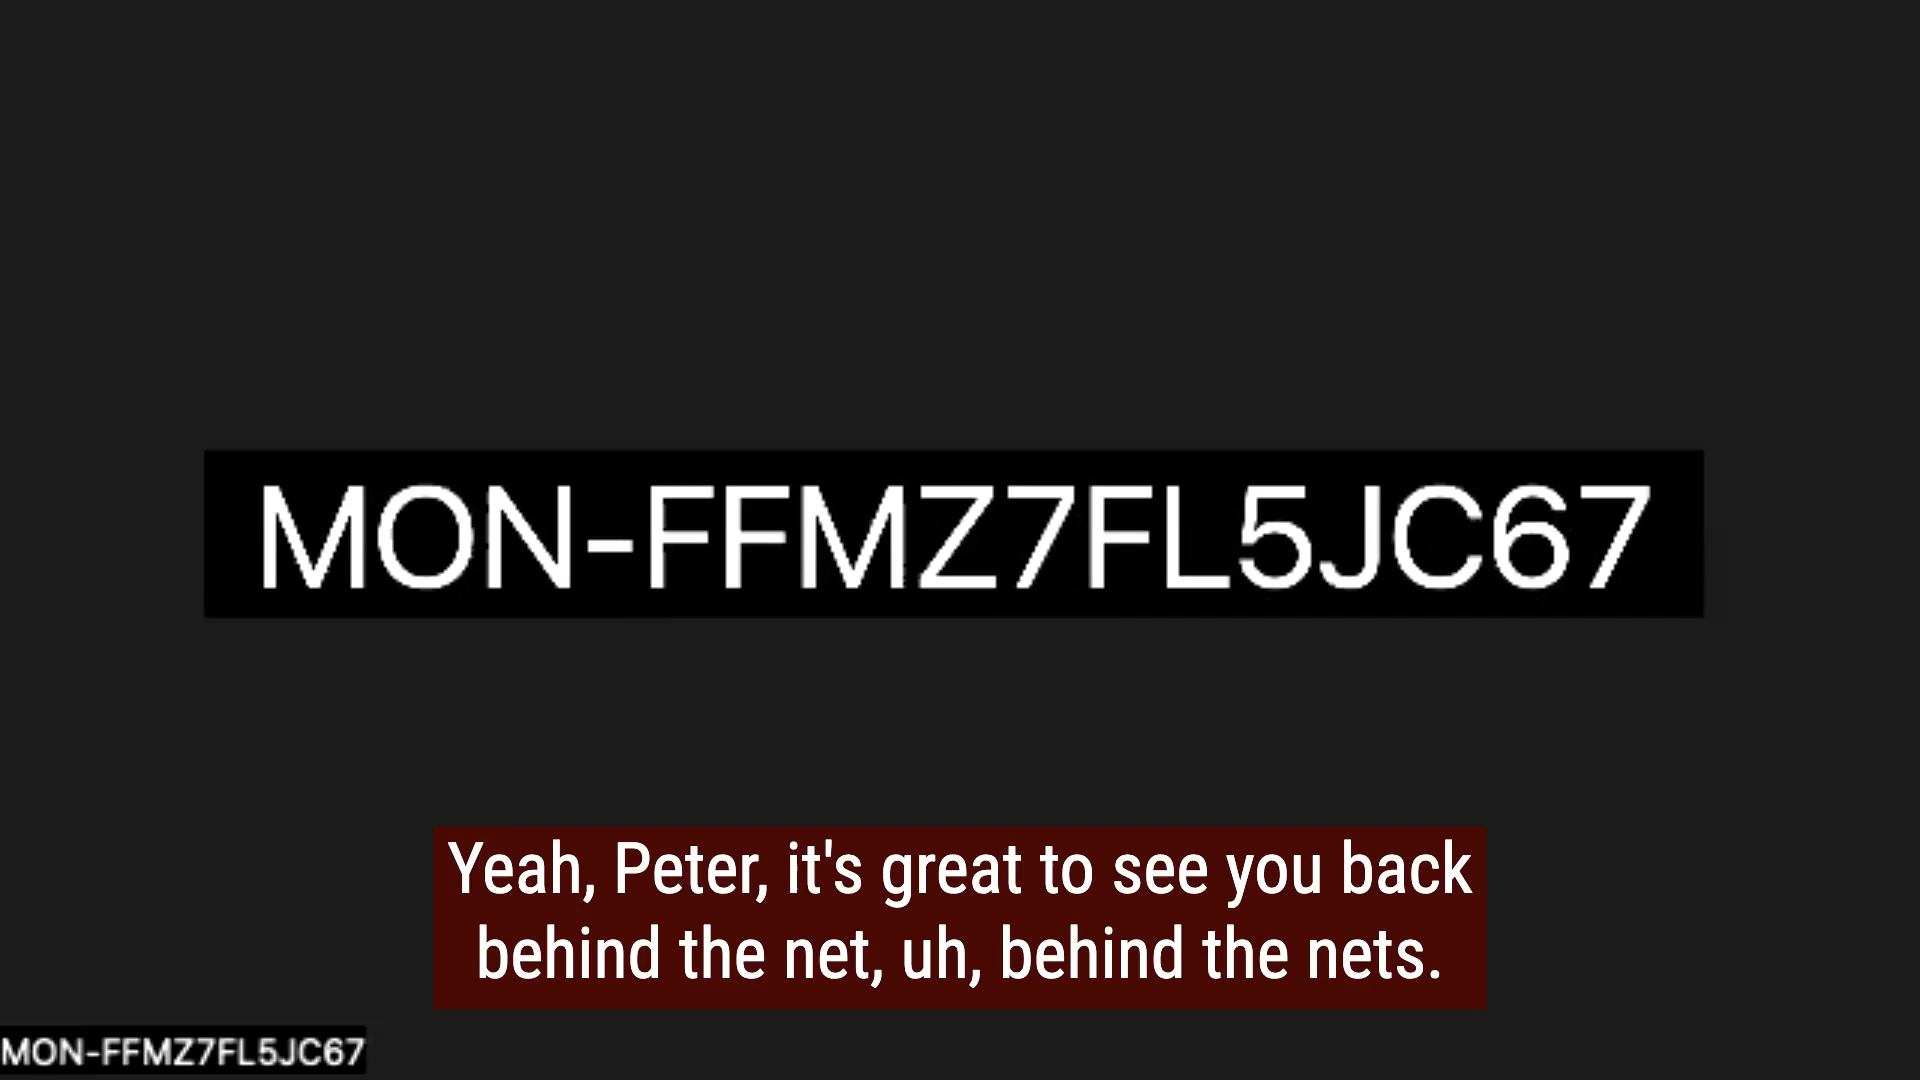 MON-FFMZ7FL5JC67
Yeah, Peter, it's great to see you back
behind the net, uh, behind the nets.
MON-FFMZ7FL5JC67